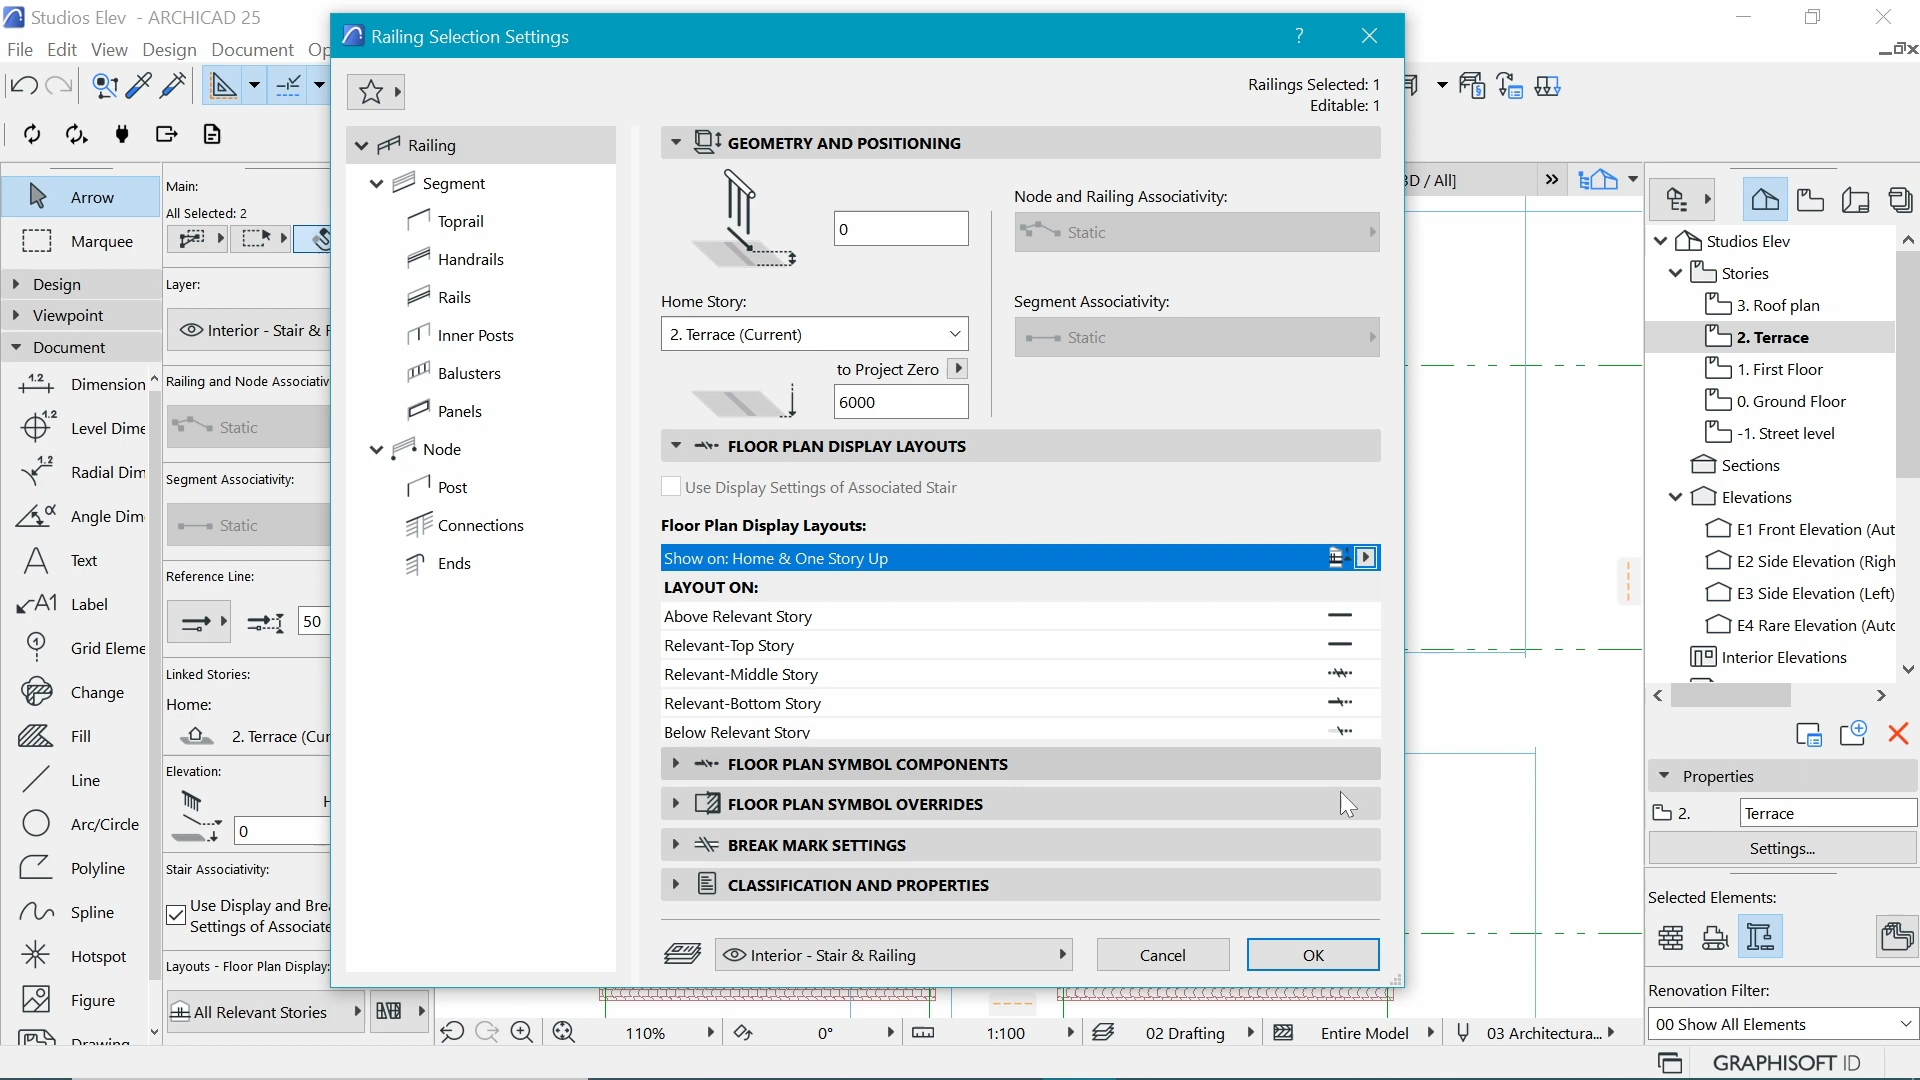 Studios Elev - ARCHICAD 25
File Edit View Design Document Op
Main:
All Selected: 2
Arrow
Marquee
Design
Viewpoint
Document
Dimension
Level Dime
Radial Dim
Angle Dim
Text
Label
Grid Eleme
Change
Fill
Line
Arc/Circle
Polyline
Spline
Hotspot
Figure
Layer:
Interior - Stair & R
Railing and Node Associativ
Static
Segment Associativity:
Static
Reference Line:
50
Linked Stories:
Home:
2. Terrace (Cur
Elevation:
0
Stair Associativity:
Use Display and Brea
Settings of Associate
Layouts - Floor Plan Display:
All Relevant Stories
Railing Selection Settings
?
Railings Selected: 1
Editable: 1
Railing
Segment
Toprail
Handrails
Rails
Inner Posts
Balusters
Panels
Node
Post
Connections
Ends
GEOMETRY AND POSITIONING
0
Node and Railing Associativity:
Static
Home Story:
2. Terrace (Current)
Segment Associativity:
Static
to Project Zero
6000
FLOOR PLAN DISPLAY LAYOUTS
Use Display Settings of Associated Stair
Floor Plan Display Layouts:
Show on: Home & One Story Up
LAYOUT ON:
Above Relevant Story
Relevant-Top Story
Relevant-Middle Story
Relevant-Bottom Story
Below Relevant Story
FLOOR PLAN SYMBOL COMPONENTS
FLOOR PLAN SYMBOL OVERRIDES
BREAK MARK SETTINGS
CLASSIFICATION AND PROPERTIES
Interior - Stair & Railing
Cancel
OK
3D / All]
Studios Elev
Stories
3. Roof plan
2. Terrace
1. First Floor
0. Ground Floor
-1. Street level
Sections
Elevations
E1 Front Elevation (Aut
E2 Side Elevation (Righ
E3 Side Elevation (Left)
E4 Rare Elevation (Auto
Interior Elevations
Properties
2. Terrace
Settings...
Selected Elements:
Renovation Filter:
00 Show All Elements
110% 0° 1:100 02 Drafting Entire Model 03 Architectura...
GRAPHISOFT ID